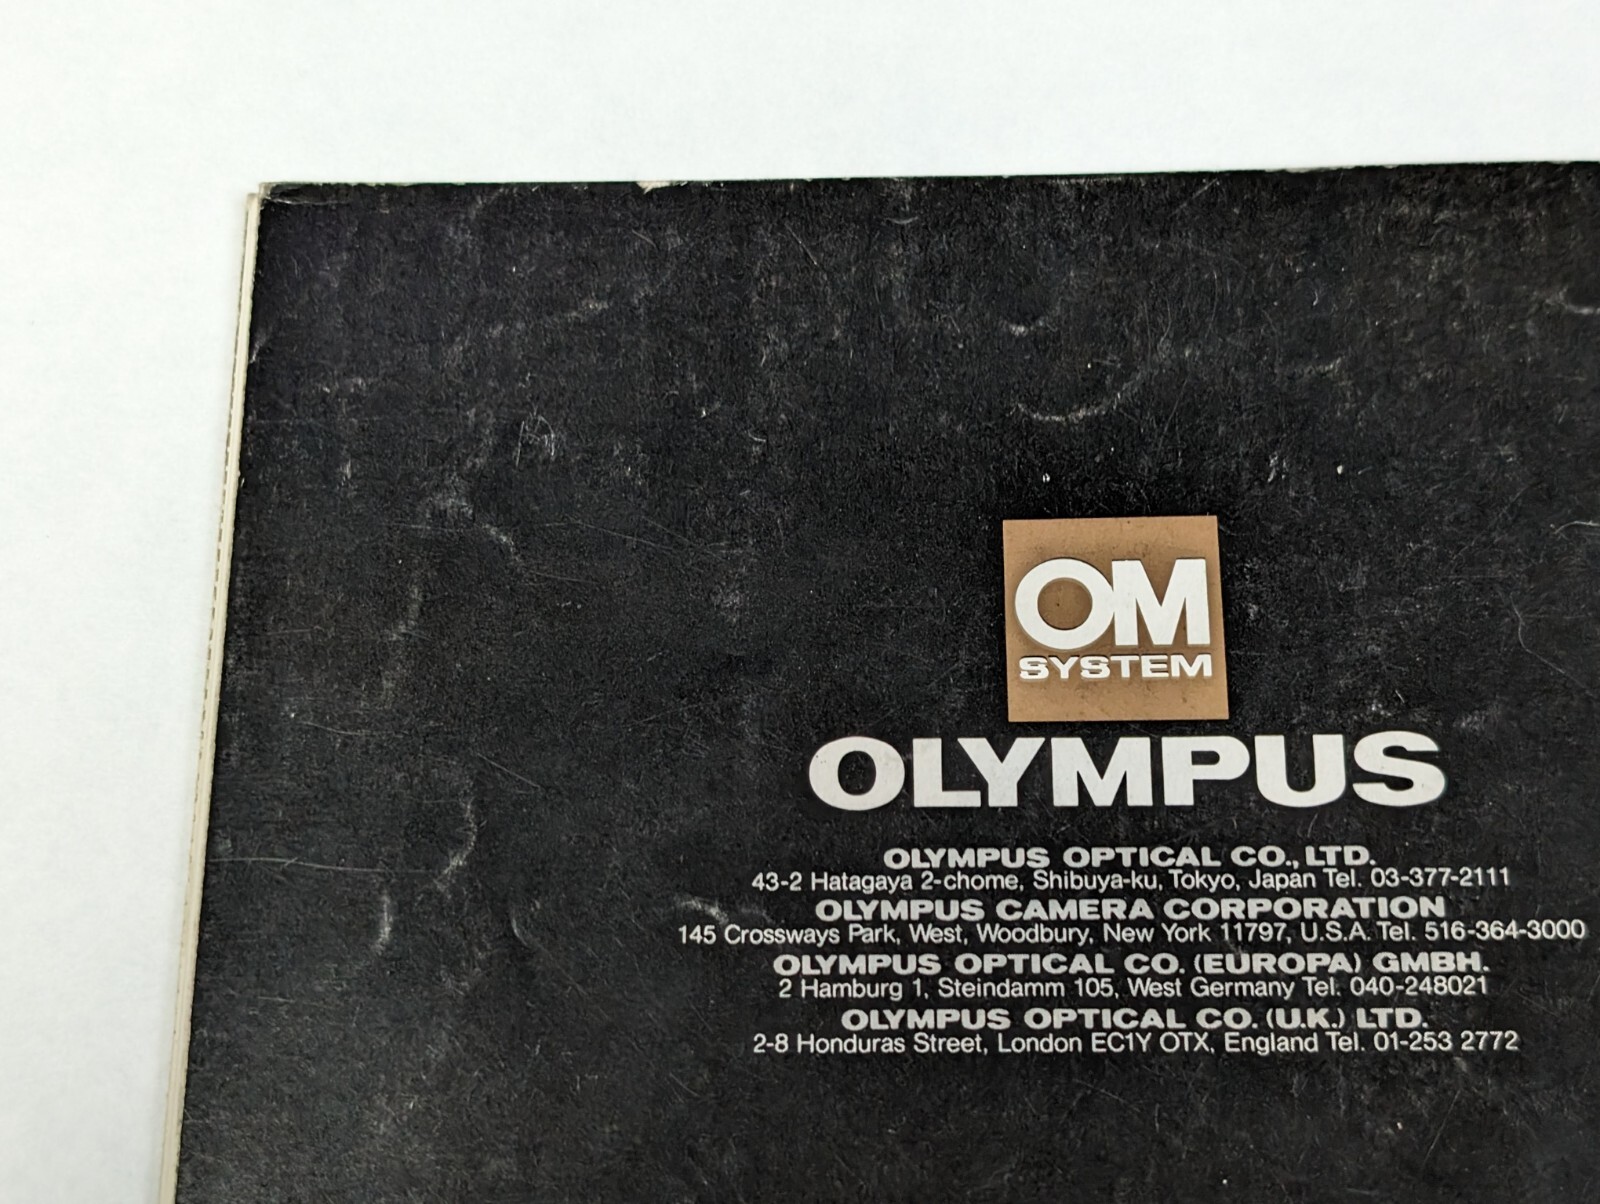 OM
SYSTEM
OLYMPUS
OLYMPUS OPTICAL CO., LTD.
43-2 Hatagaya 2-chome, Shibuya-ku, Tokyo, Japan Tel. 03-377-2111
OLYMPUS CAMERA CORPORATION
145 Crossways Park, West, Woodbury, New York 11797, U.S.A. Tel. 516-364-3000
OLYMPUS OPTICAL CO. (EUROPA) GMBH.
2 Hamburg 1, Steindamm 105, West Germany Tel. 040-248021
OLYMPUS OPTICAL CO. (U.K.) LTD.
2-8 Honduras Street, London EC1Y OTX, England Tel. 01-253 2772